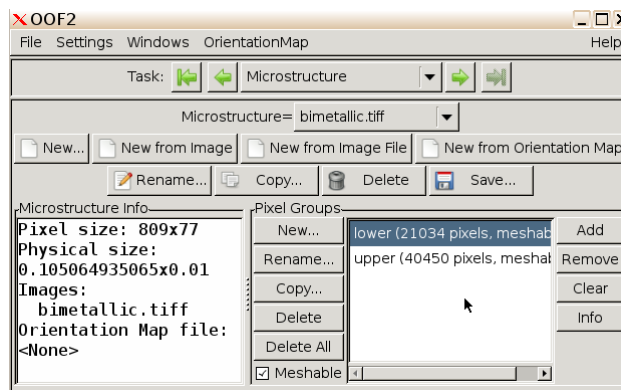 OOF2
File Settings Windows OrientationMap Help
Task: Microstructure
Microstructure= bimetallic.tiff
New... New from Image New from Image File New from Orientation Map
Rename... Copy... Delete Save...
Microstructure Info
Pixel size: 809x77
Physical size:
0.105064935065x0.01
Images:
bimetallic.tiff
Orientation Map file:
<None>
Pixel Groups
New...
Rename...
Copy...
Delete
Delete All
Meshable
lower (21034 pixels, meshab
upper (40450 pixels, meshab
Add
Remove
Clear
Info